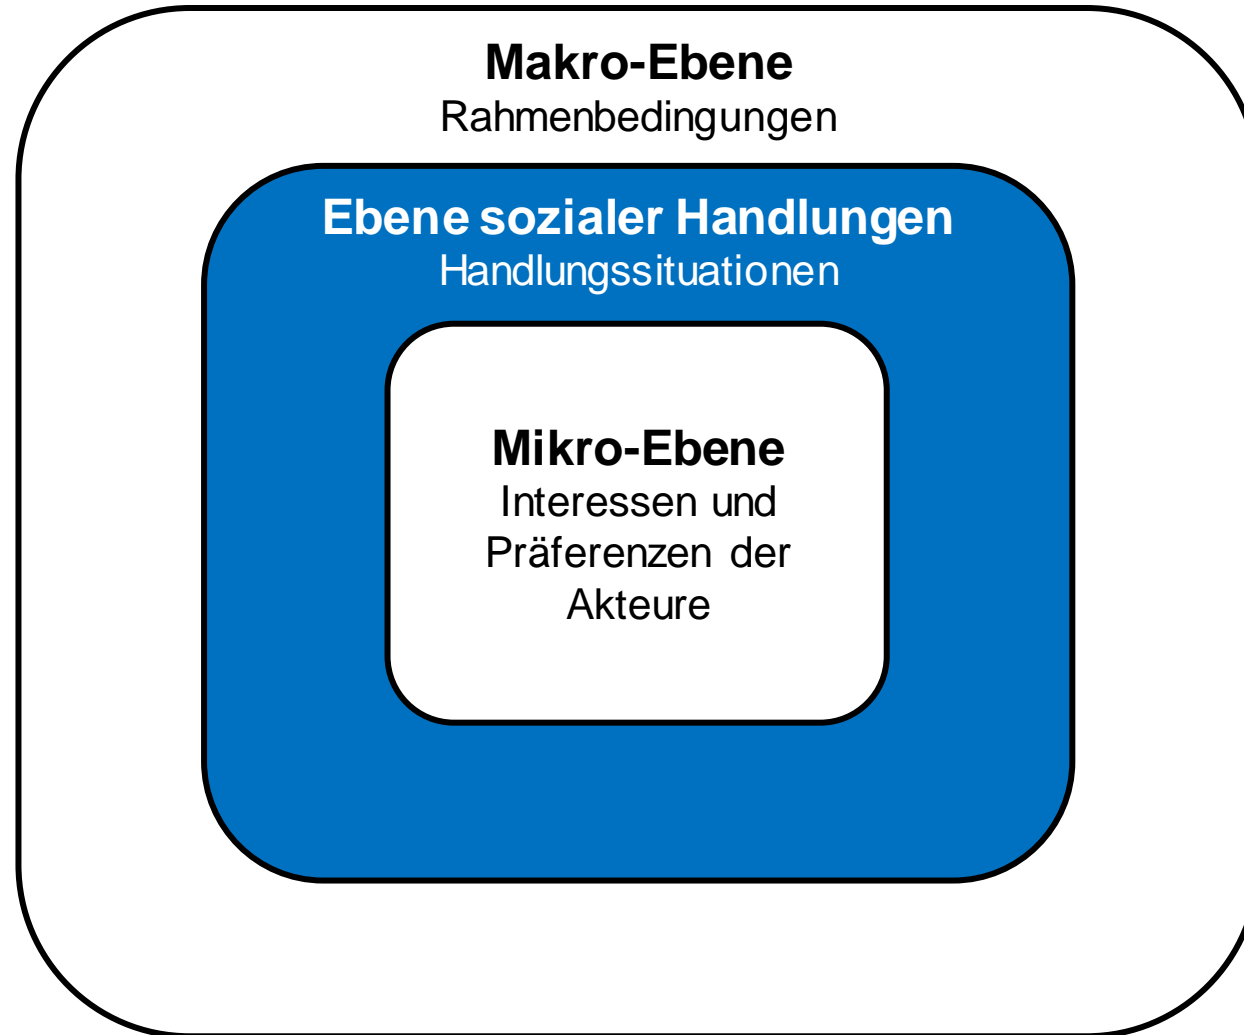 Makro-Ebene
Rahmenbedingungen
Ebene sozialer Handlungen
Handlungssituationen
Mikro-Ebene
Interessen und
Präferenzen der
Akteure